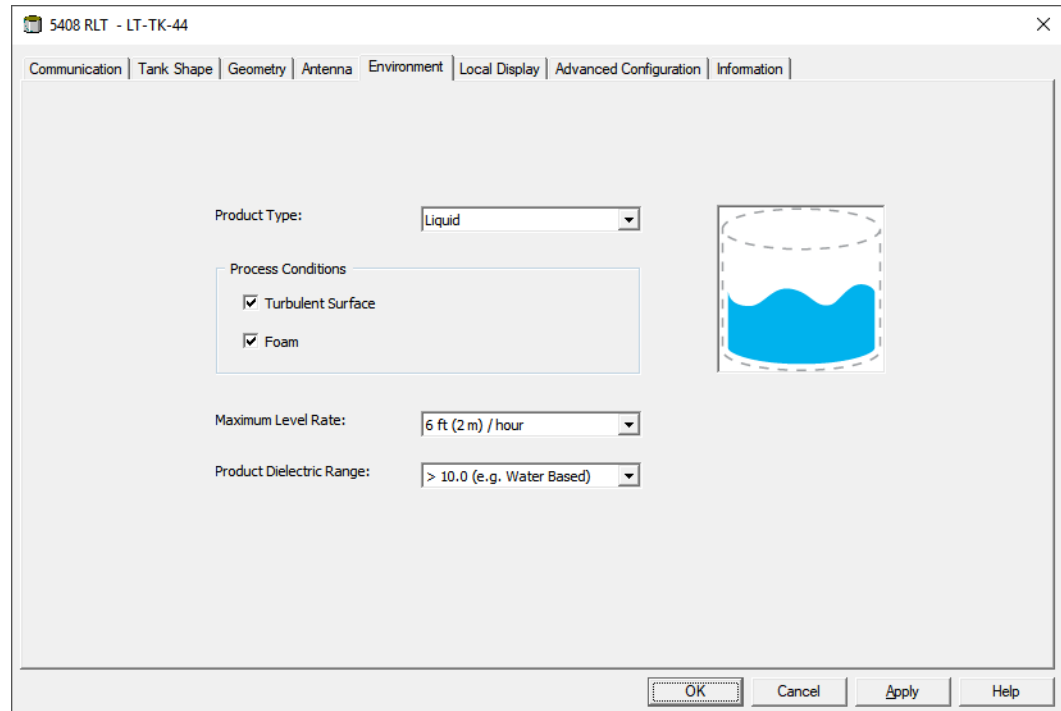 5408 RLT - LT-TK-44
Communication Tank Shape Geometry Antenna Environment Local Display Advanced Configuration Information
Product Type: Liquid
Process Conditions
Turbulent Surface
Foam
Maximum Level Rate: 6 ft (2 m) / hour
Product Dielectric Range: > 10.0 (e.g. Water Based)
OK Cancel Apply Help